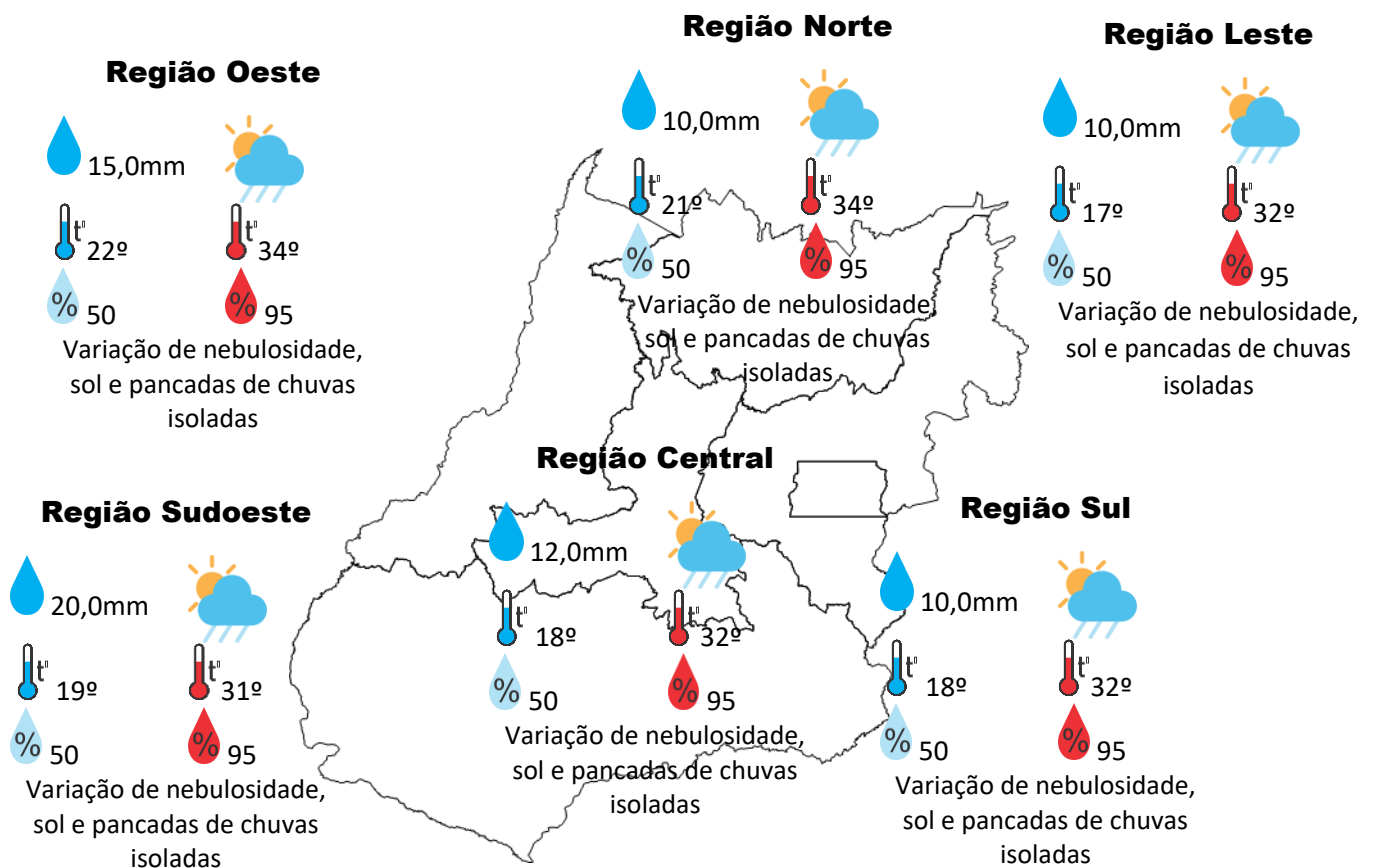 Região Oeste
15,0mm
t°
22º
34º
%
50
%
95
Variação de nebulosidade,
sol e pancadas de chuvas
isoladas
Região Norte
10,0mm
t°
21º
t°
34º
%
50
%
95
Variação de nebulosidade,
sol e pancadas de chuvas
isoladas
Região Leste
10,0mm
t°
17º
t°
32º
%
50
%
95
Variação de nebulosidade,
sol e pancadas de chuvas
isoladas
Região Sudoeste
20,0mm
t°
19º
t°
31º
%
50
%
95
Variação de nebulosidade,
sol e pancadas de chuvas
isoladas
Região Central
12,0mm
t°
18º
t°
32º
%
50
%
95
Variação de nebulosidade,
sol e pancadas de chuvas
isoladas
Região Sul
10,0mm
t°
18º
t°
32º
%
50
%
95
Variação de nebulosidade,
sol e pancadas de chuvas
isoladas